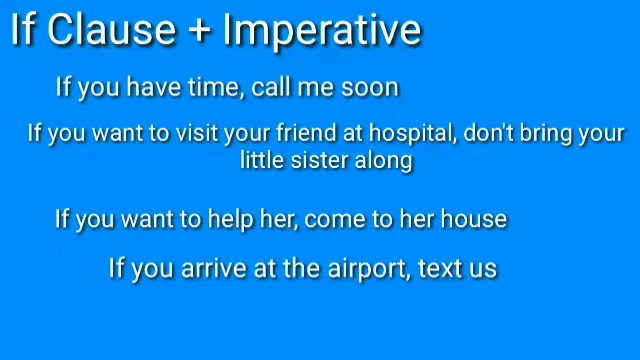 If Clause + Imperative
If you have time, call me soon
If you want to visit your friend at hospital, don't bring your
little sister along
If you want to help her, come to her house
If you arrive at the airport, text us